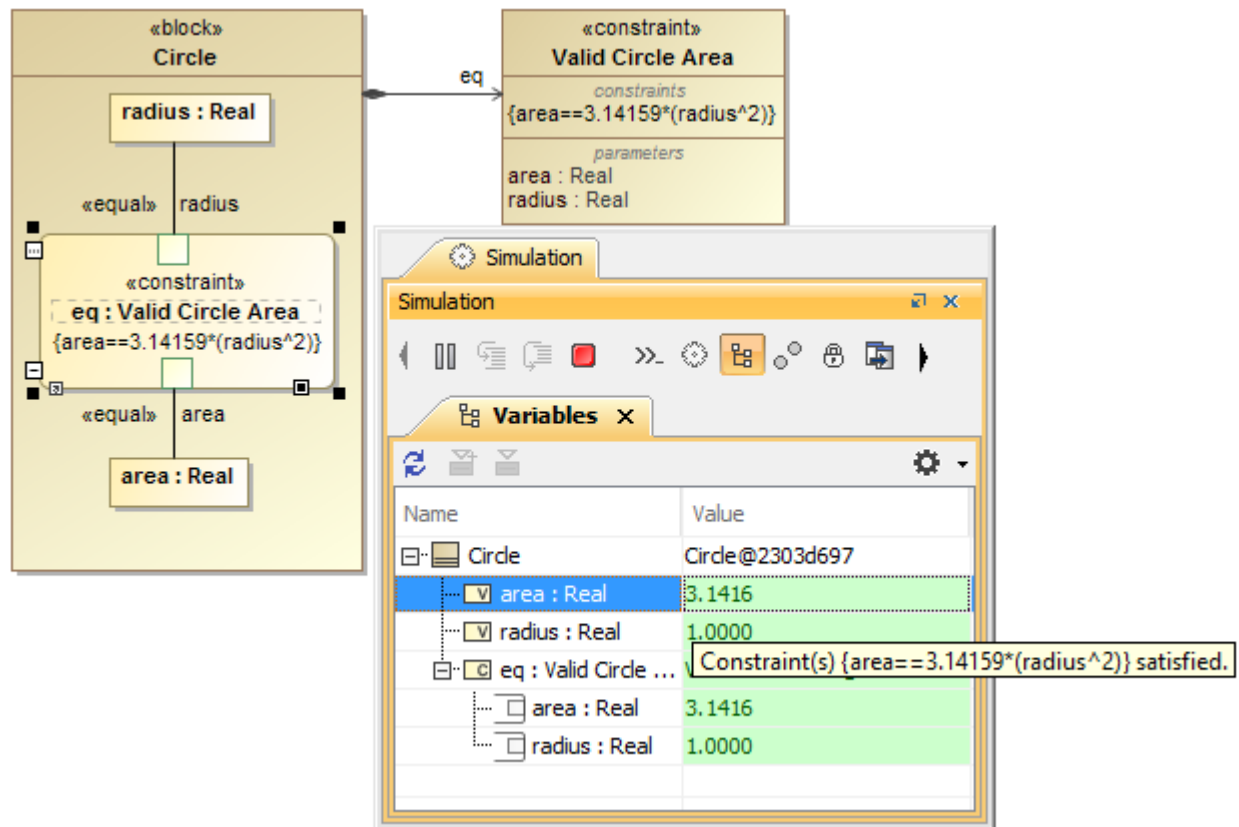 «block»
Circle
radius : Real
«equal» radius
«constraint»
eq : Valid Circle Area
{area==3.14159*(radius^2)}
«equal» area
area : Real
eq
«constraint»
Valid Circle Area
constraints
{area==3.14159*(radius^2)}
parameters
area : Real
radius : Real
Simulation
Simulation
Variables
Name Value
Circle Circle@2303d697
V area : Real 3.1416
V radius : Real 1.0000
Constraint(s) {area==3.14159*(radius^2)} satisfied.
C eq : Valid Circle ...
area : Real 3.1416
radius : Real 1.0000